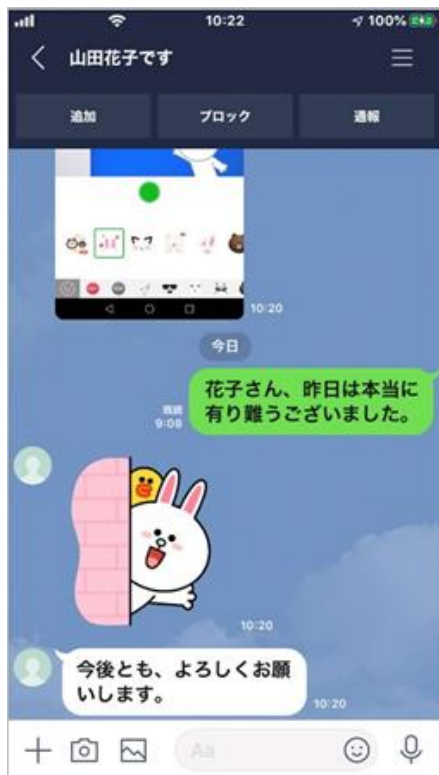 10:22
100%
山田花子です
追加
ブロック
通報
10:20
今日
花子さん、昨日は本当に
有り難うございました。
既読
9:08
10:20
今後とも、よろしくお願
いします。
10:20
Aa